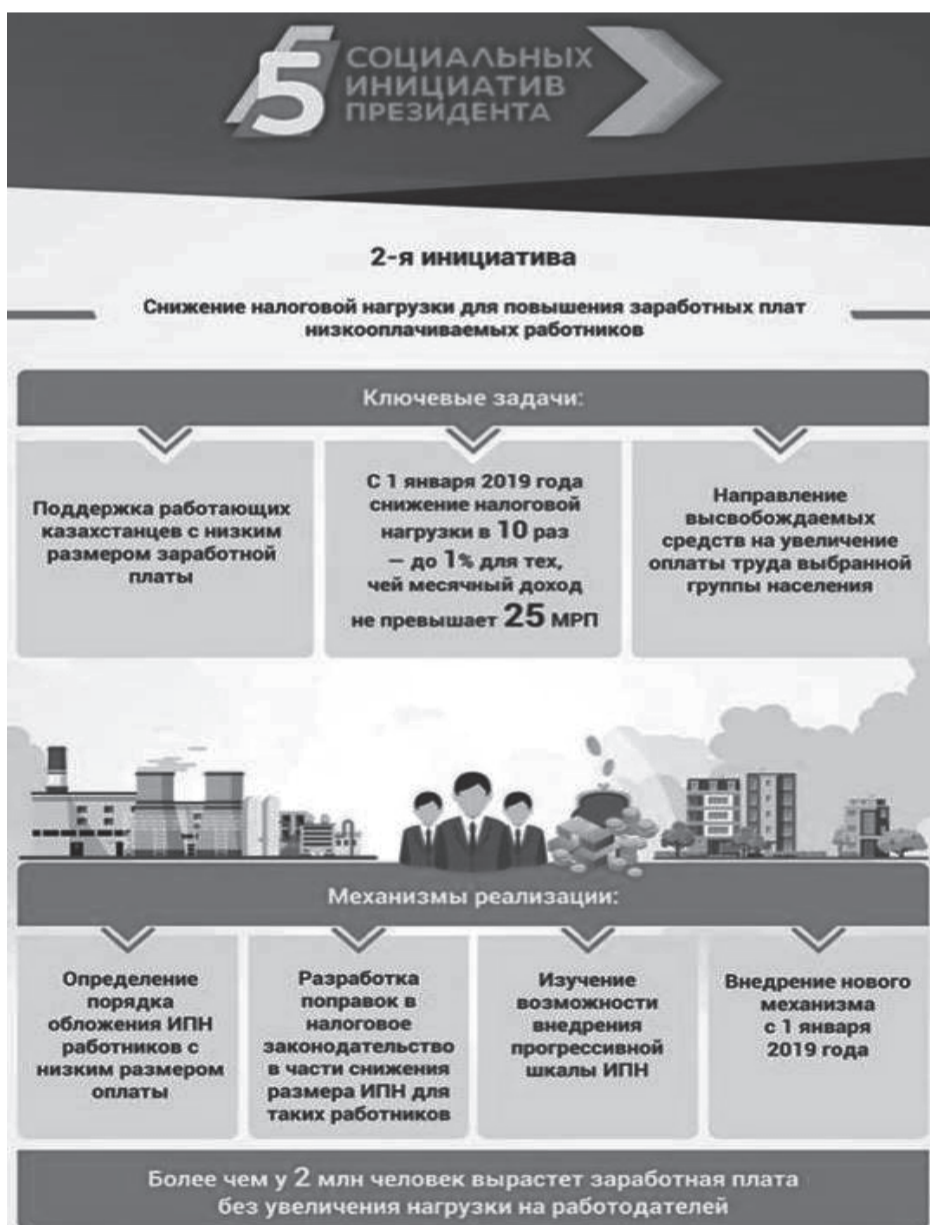 5 СОЦИАЛЬНЫХ
ИНИЦИАТИВ
ПРЕЗИДЕНТА
2-я инициатива
Снижение налоговой нагрузки для повышения заработных плат
низкооплачиваемых работников
Ключевые задачи:
Поддержка работающих
казахстанцев с низким
размером заработной
платы
С 1 января 2019 года
снижение налоговой
нагрузки в 10 раз
— до 1% для тех,
чей месячный доход
не превышает 25 МРП
Направление
высвобождаемых
средств на увеличение
оплаты труда выбранной
группы населения
Механизмы реализации:
Определение
порядка
обложения ИПН
работников с
низким размером
оплаты
Разработка
поправок в
налоговое
законодательство
в части снижения
размера ИПН для
таких работников
Изучение
возможности
внедрения
прогрессивной
шкалы ИПН
Внедрение нового
механизма
с 1 января
2019 года
Более чем у 2 млн человек вырастет заработная плата
без увеличения нагрузки на работодателей